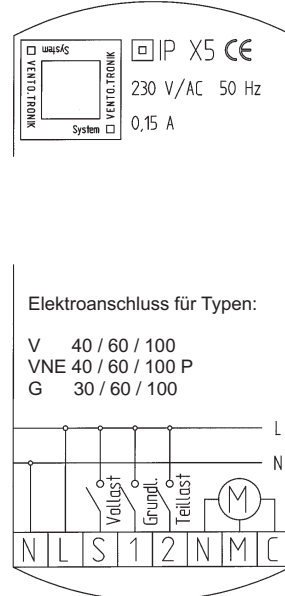 System
VENTO.TRONIK
VENTO.TRONIK
System
IP X5 CE
230 V/AC 50 Hz
0,15 A
Elektroanschluss für Typen:
V 40 / 60 / 100
VNE 40 / 60 / 100 P
G 30 / 60 / 100
L
N
Vollast
Grundl.
Teillast
M
N L S 1 2 N M C